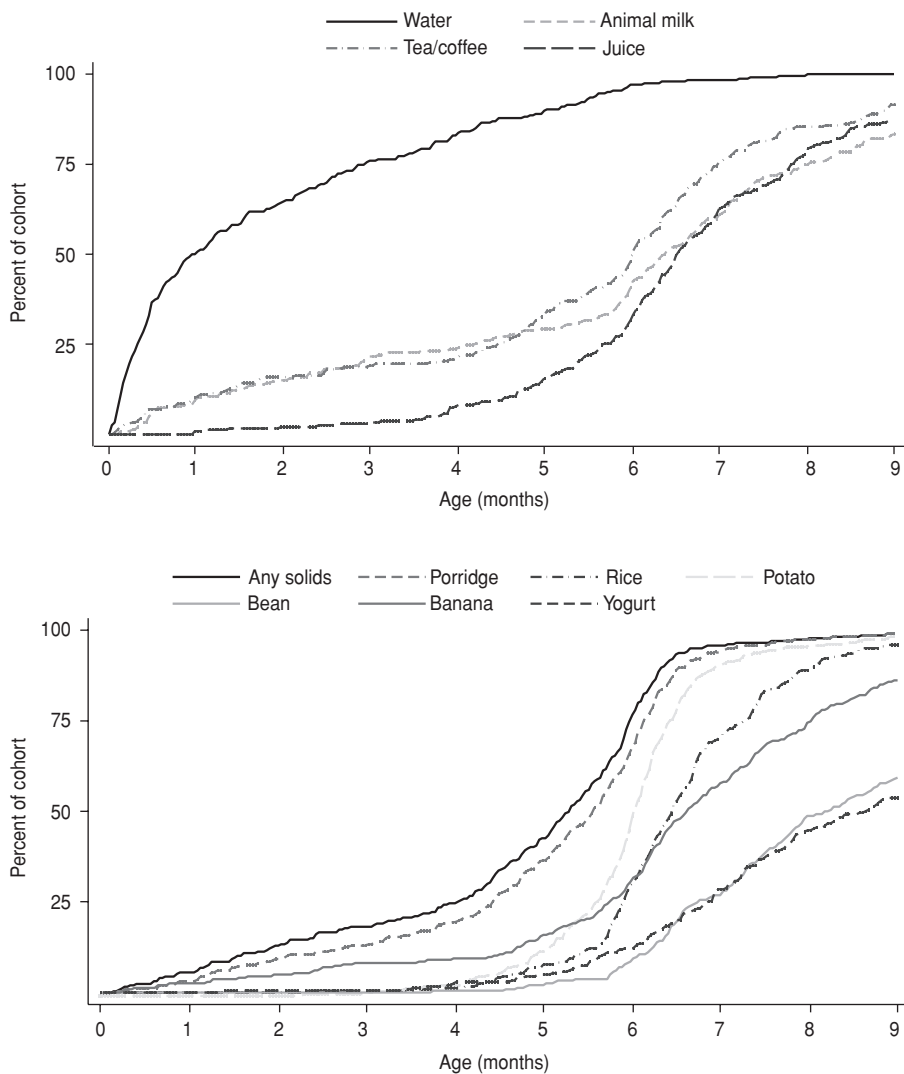 Water Animal milk
Tea/coffee Juice
100
75
50
25
Percent of cohort
0 1 2 3 4 5 6 7 8 9
Age (months)
Any solids Porridge Rice Potato
Bean Banana Yogurt
100
75
50
25
Percent of cohort
0 1 2 3 4 5 6 7 8 9
Age (months)